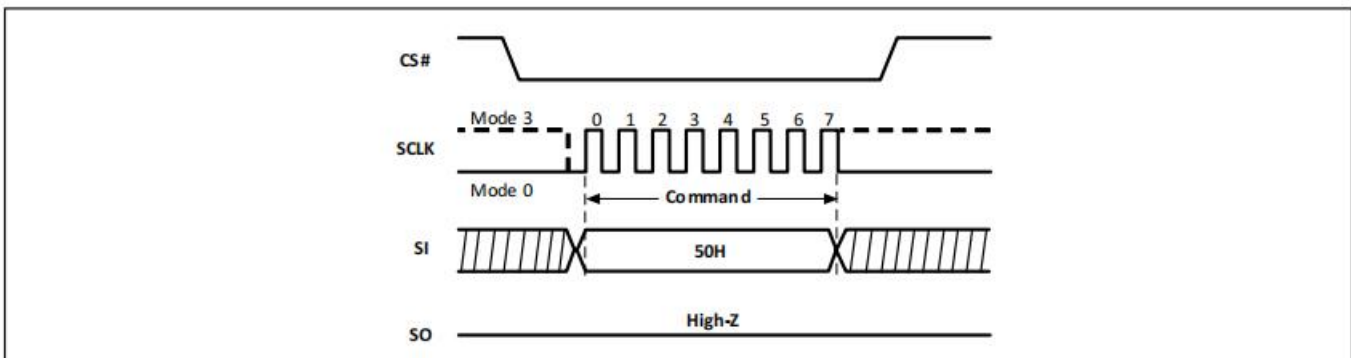 CS#
Mode 3
0 1 2 3 4 5 6 7
SCLK
Mode 0
Command
SI
50H
High-Z
SO